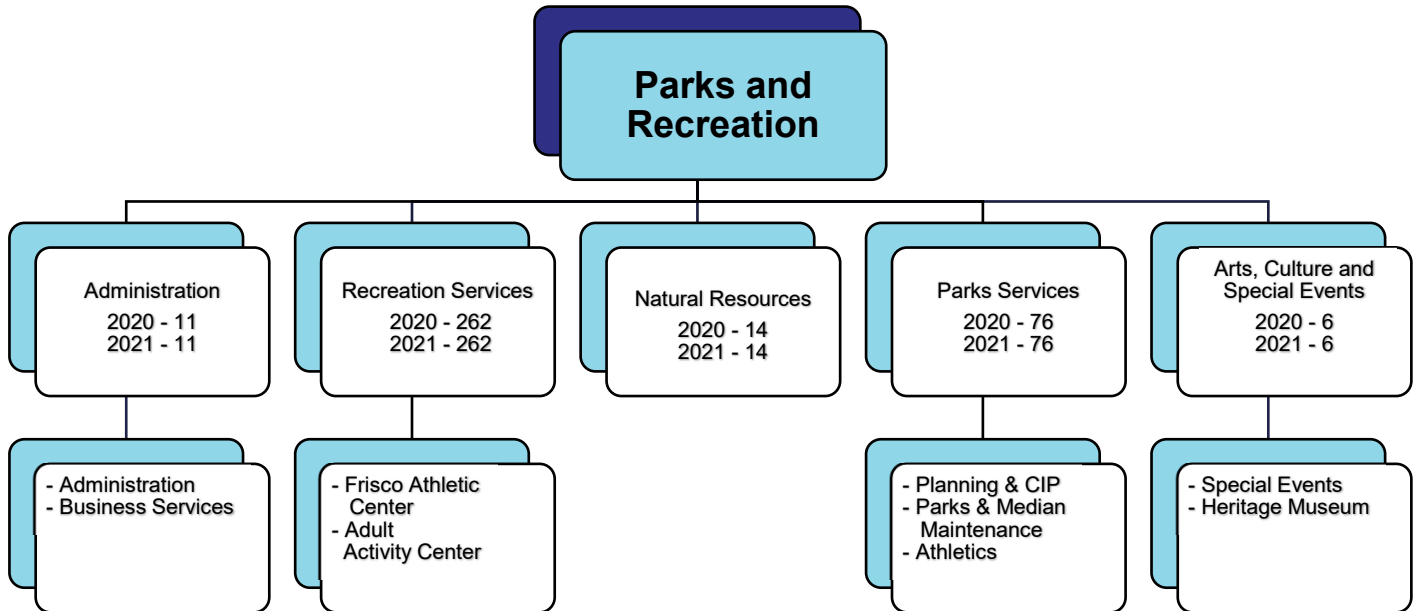 Parks and
Recreation
Administration
2020 - 11
2021 - 11
Recreation Services
2020 - 262
2021 - 262
Natural Resources
2020 - 14
2021 - 14
Parks Services
2020 - 76
2021 - 76
Arts, Culture and
Special Events
2020 - 6
2021 - 6
- Administration
- Business Services
- Frisco Athletic
Center
- Adult
Activity Center
- Planning & CIP
- Parks & Median
Maintenance
- Athletics
- Special Events
- Heritage Museum